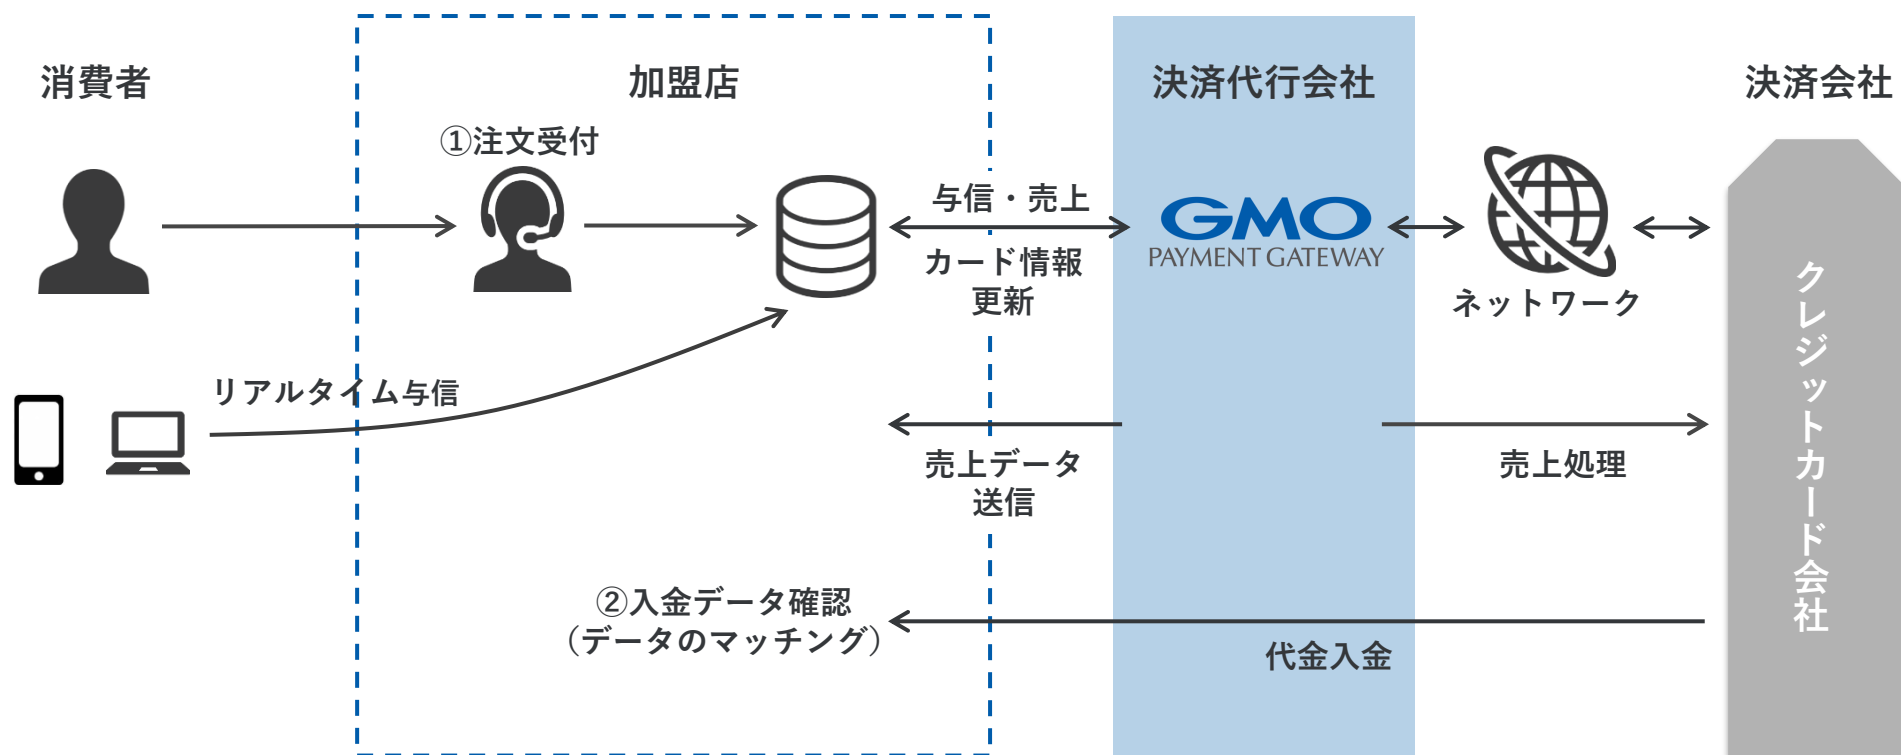 消費者
加盟店
決済代行会社
決済会社
①注文受付
与信・売上
カード情報
更新
GMO
PAYMENT GATEWAY
ネットワーク
クレジットカード会社
リアルタイム与信
売上データ
送信
売上処理
②入金データ確認
（データのマッチング）
代金入金